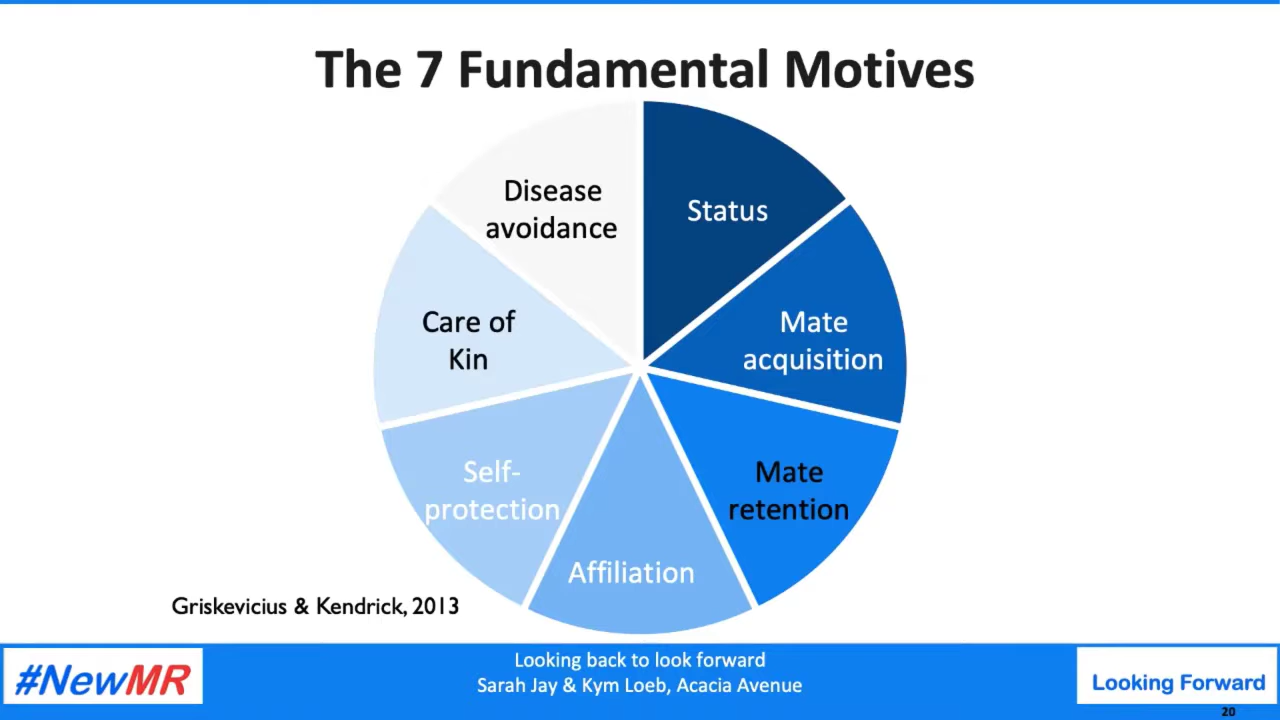 The 7 Fundamental Motives
Disease
avoidance
Status
Care of
Kin
Mate
acquisition
Self-
protection
Mate
retention
Affiliation
Griskevicius & Kendrick, 2013
#NewMR
Looking back to look forward
Sarah Jay & Kym Loeb, Acacia Avenue
Looking Forward
20